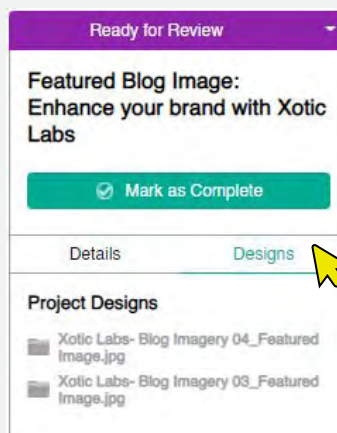 Ready for Review
Featured Blog Image:
Enhance your brand with Xotic
Labs
Mark as Complete
Details
Designs
Project Designs
Xotic Labs- Blog Imagery 04_Featured
Image.jpg
Xotic Labs- Blog Imagery 03_Featured
Image.jpg